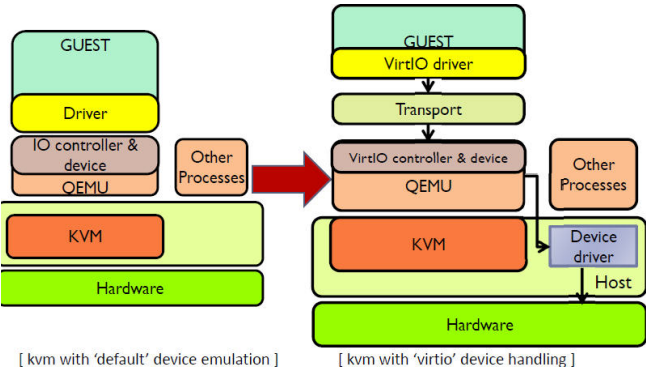 GUEST
Driver
IO controller &
device
QEMU
Other
Processes
KVM
Hardware
[ kvm with ‘default’ device emulation ]
GUEST
VirtIO driver
Transport
VirtIO controller & device
QEMU
Other
Processes
KVM
Device
driver
Host
Hardware
[ kvm with ‘virtio’ device handling ]